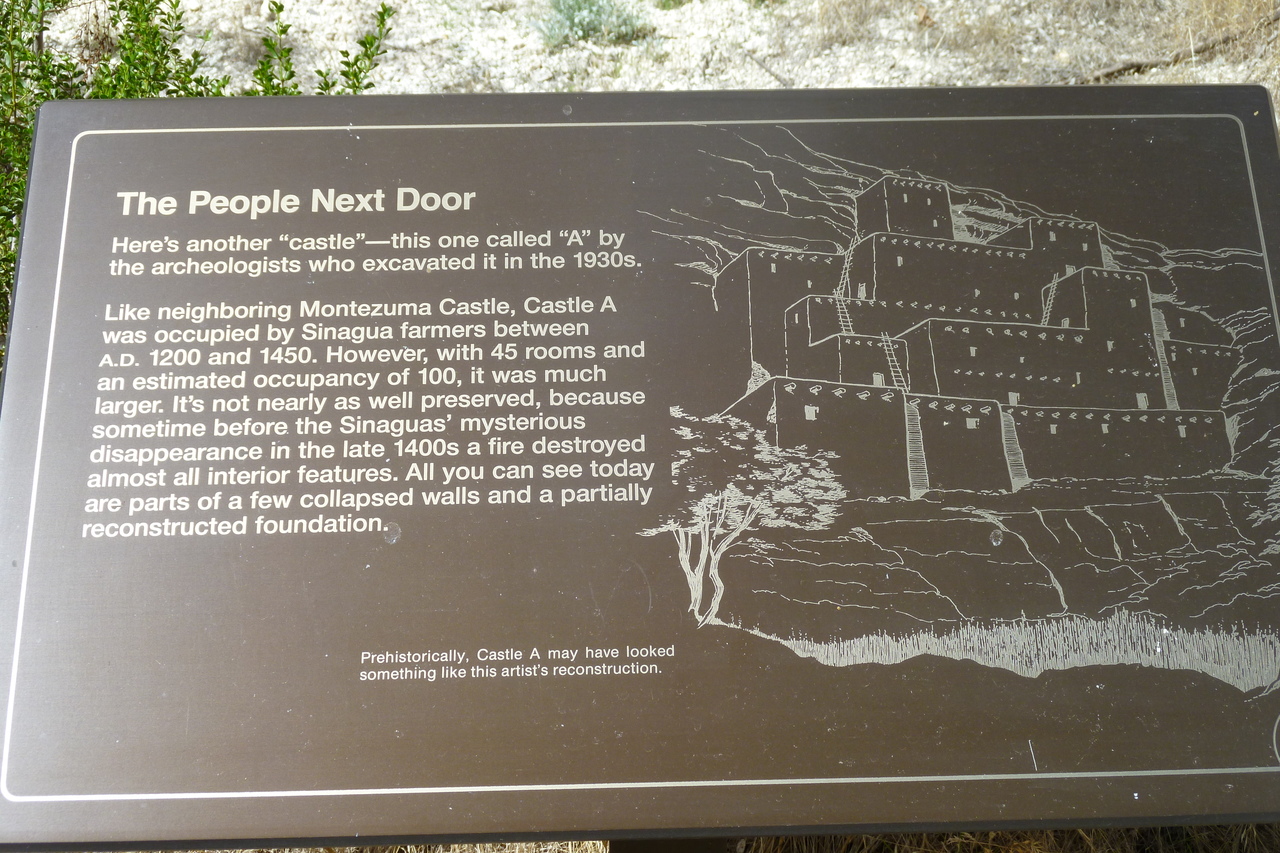 The People Next Door
Here's another “castle”—this one called “A” by
the archeologists who excavated it in the 1930s.
Like neighboring Montezuma Castle, Castle A
was occupied by Sinagua farmers between
A.D. 1200 and 1450. However, with 45 rooms and
an estimated occupancy of 100, it was much
larger. It's not nearly as well preserved, because
sometime before the Sinaguas' mysterious
disappearance in the late 1400s a fire destroyed
almost all interior features. All you can see today
are parts of a few collapsed walls and a partially
reconstructed foundation.
Prehistorically, Castle A may have looked
something like this artist's reconstruction.